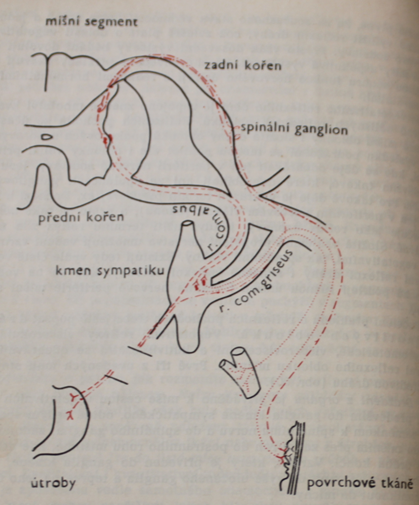 míšní segment
zadní kořen
spinální ganglion
přední kořen
r. com. albus
kmen sympatiku
r. com. griseus
útroby
povrchové tkáně